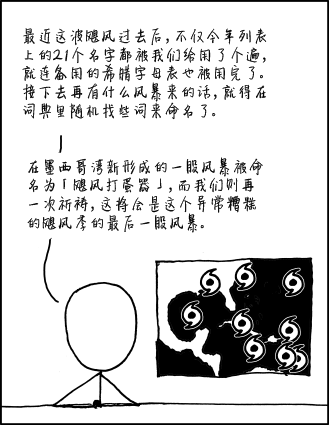 最近这波飓风过去后，不仅今年列表
上的21个名字都被我们给用了个遍，
就连备用的希腊字母表也被用完了。
接下去再有什么风暴来的话，就得在
词典里随机找些词来命名了。
在墨西哥湾新形成的一股风暴被命
名为「飓风打蛋器」，而我们则再
一次祈祷，这将会是这个异常糟糕
的飓风季的最后一股风暴。